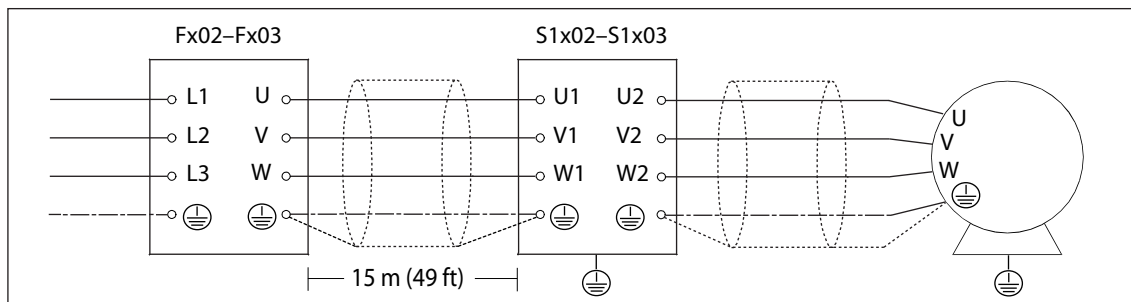 Fx02–Fx03 S1x02–S1x03
L1 U U1 U2 U
L2 V V1 V2 V
L3 W W1 W2 W
15 m (49 ft)